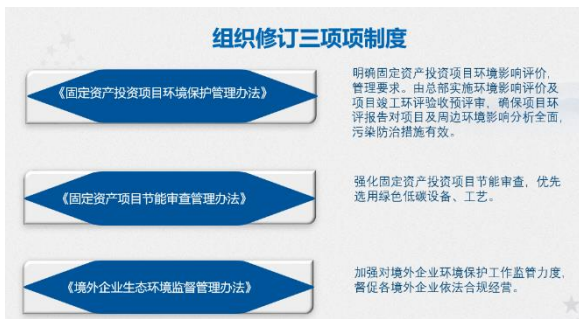 组织修订三项项制度
《固定资产投资项目环境保护管理办法》
明确固定资产投资项目环境影响评价,
管理要求。由总部实施环境影响评价及
项目竣工环评验收预评审、确保项目环
评报告对项目及周边环境影响分析全面,
污染防治措施有效。
《固定资产项目节能审查管理办法》
强化固定资产投资项目节能审查，优先
选用绿色低碳设备、工艺。
《境外企业生态环境监督管理办法》
加强对境外企业环境保护工作监管力度,
督促各境外企业依法合规经营。